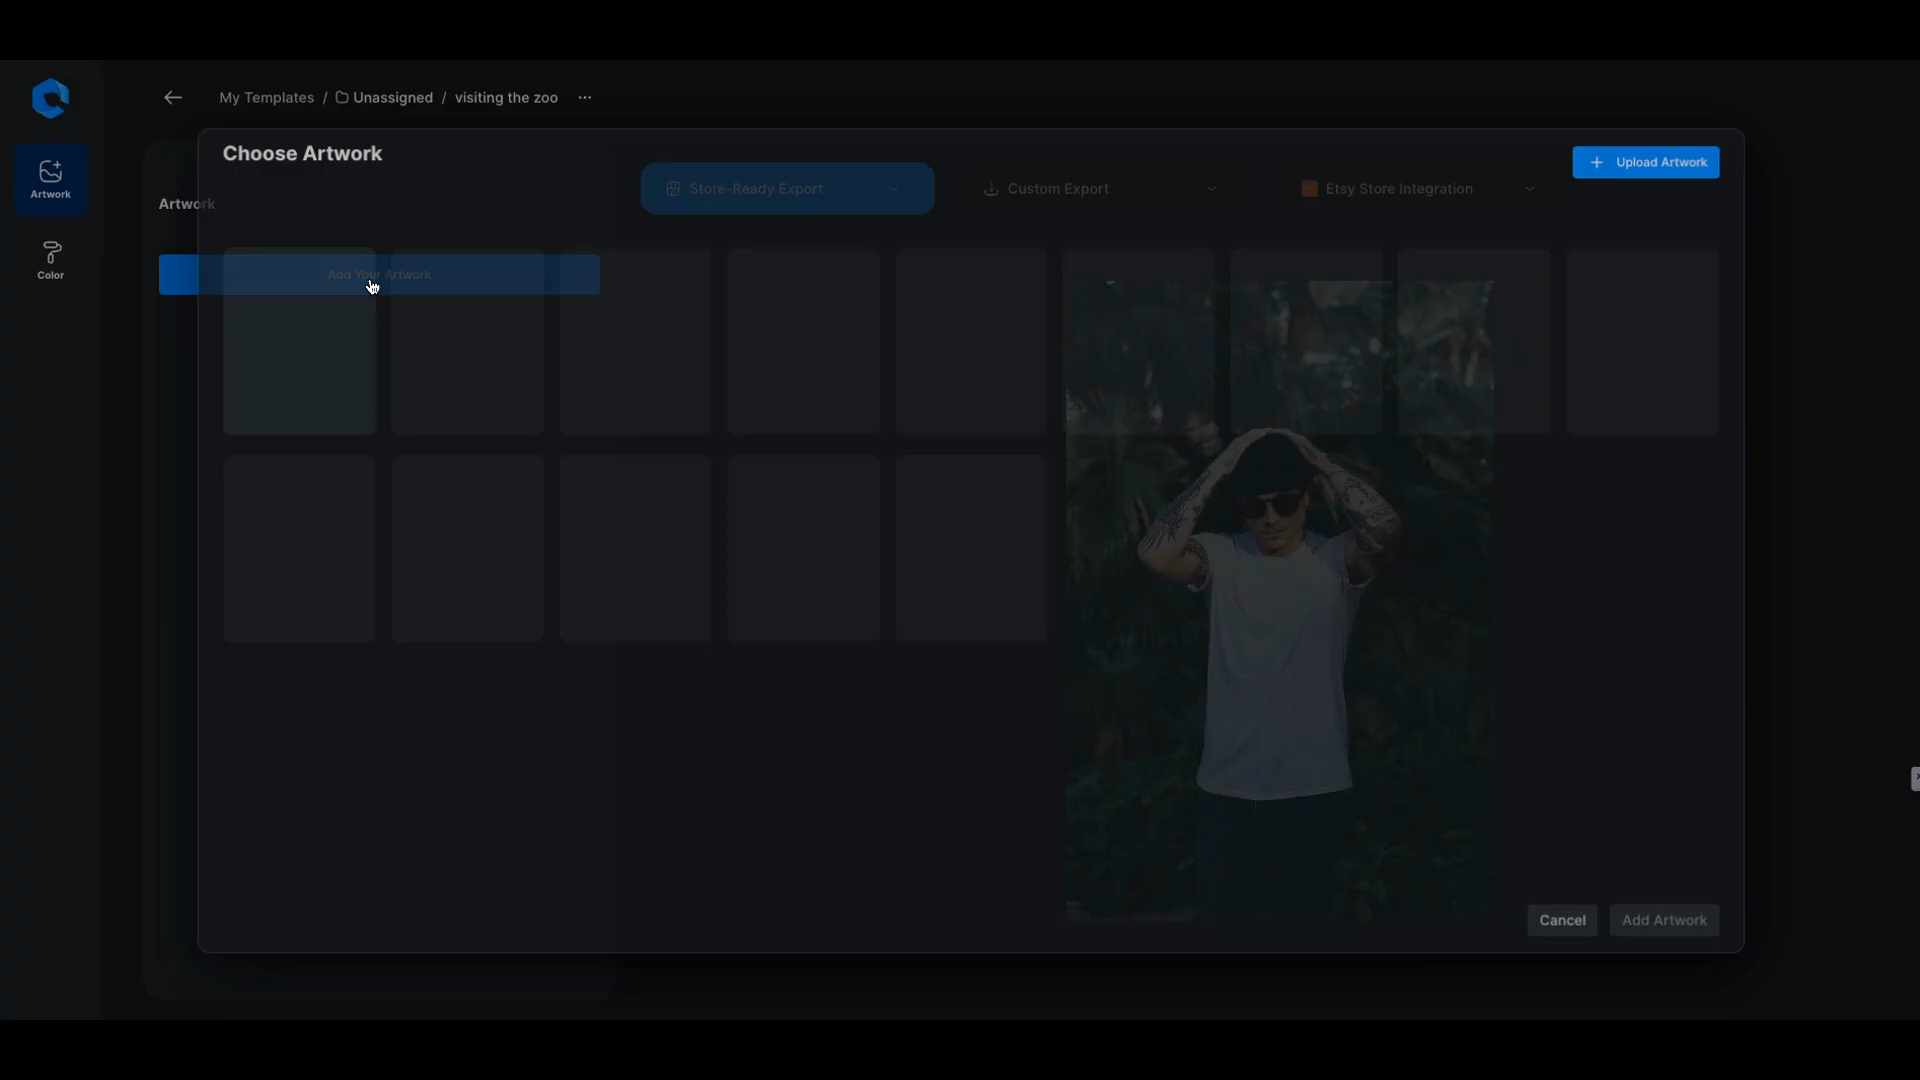 My Templates / Unassigned / visiting the zoo ...
Choose Artwork
+ Upload Artwork
Store-Ready Export
Custom Export
Etsy Store Integration
Artwork
Artwork
Add Your Artwork
Color
Cancel
Add Artwork